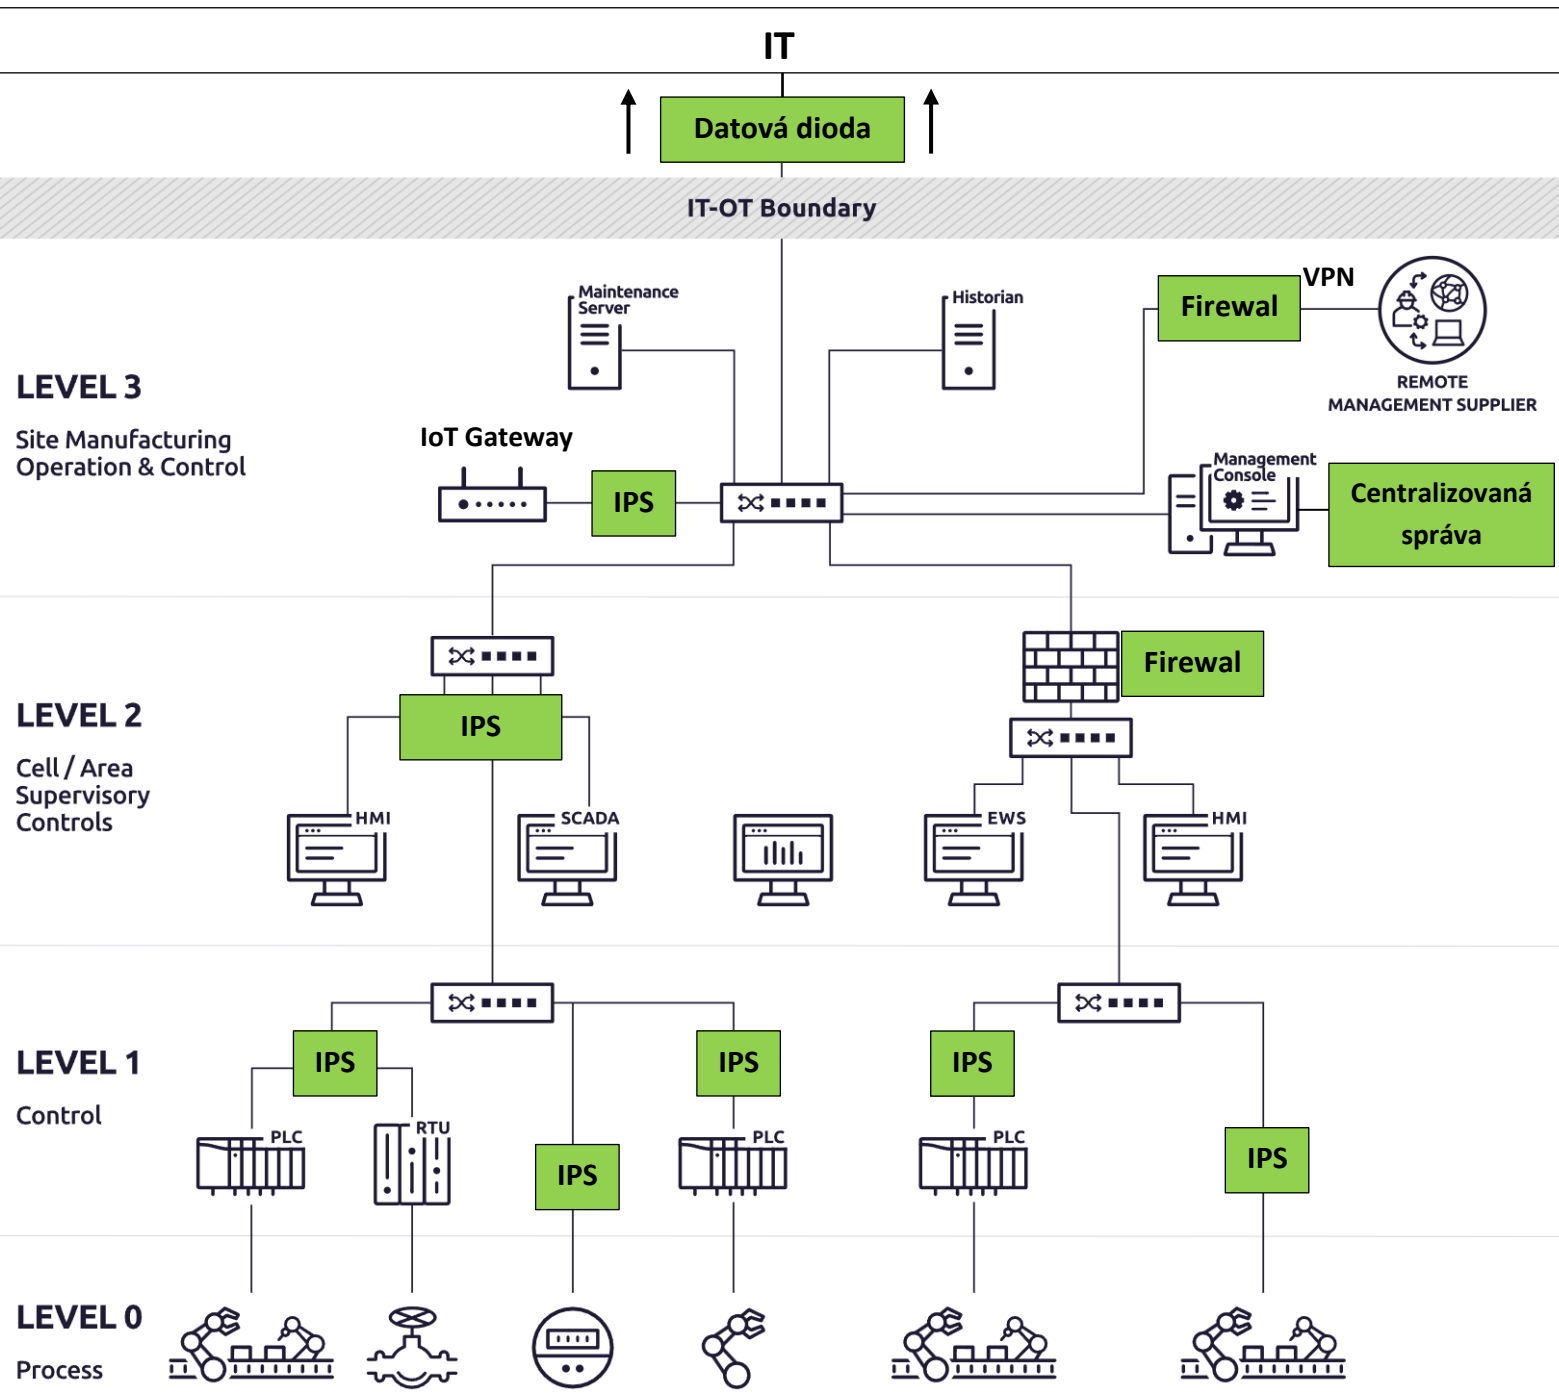 IT
Datová dioda
IT-OT Boundary
Maintenance
Server
Historian
Firewal
VPN
REMOTE
MANAGEMENT SUPPLIER
LEVEL 3
Site Manufacturing
Operation & Control
IoT Gateway
IPS
Management
Console
Centralizovaná
správa
LEVEL 2
Cell / Area
Supervisory
Controls
IPS
Firewal
HMI
SCADA
EWS
HMI
LEVEL 1
Control
IPS
IPS
IPS
PLC
RTU
IPS
PLC
PLC
IPS
LEVEL 0
Process